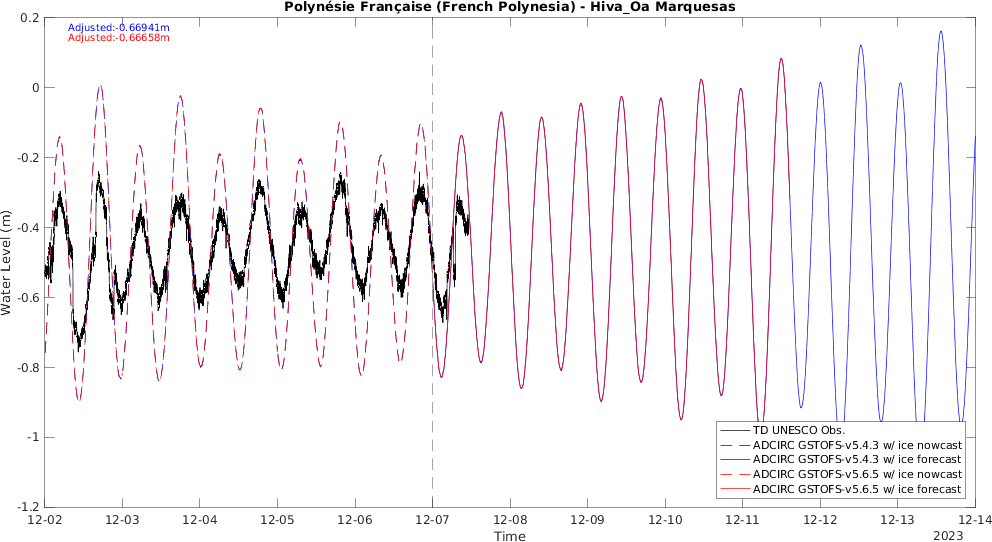 Polynésie Française (French Polynesia) - Hiva_Oa Marquesas
Adjusted:-0.66941m
Adjusted:-0.66658m
Water Level (m)
0.2
0
-0.2
-0.4
-0.6
-0.8
-1
-1.2
TD UNESCO Obs.
ADCIRC GSTOFS-v5.4.3 w/ ice nowcast
ADCIRC GSTOFS-v5.4.3 w/ ice forecast
ADCIRC GSTOFS-v5.6.5 w/ ice nowcast
ADCIRC GSTOFS-v5.6.5 w/ ice forecast
12-02 12-03 12-04 12-05 12-06 12-07 12-08 12-09 12-10 12-11 12-12 12-13 12-14
Time
2023